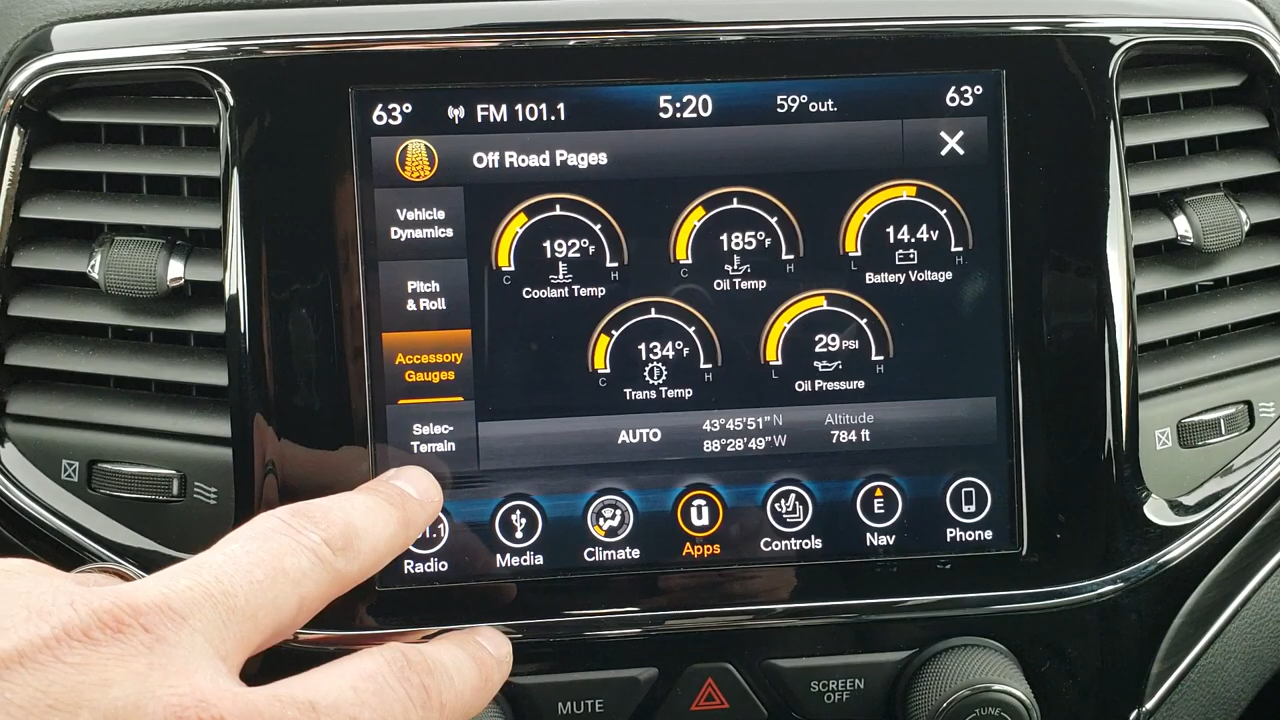 63° FM 101.1 5:20 59°out. 63°
Off Road Pages X
Vehicle
Dynamics
Pitch
& Roll
Accessory
Gauges
Selec-
Terrain
192°F
C H
Coolant Temp
185°F
C H
Oil Temp
14.4V
L H
Battery Voltage
134°F
C H
Trans Temp
29 PSI
L H
Oil Pressure
AUTO
43°45'51" N
88°28'49" W
Altitude
784 ft
Radio
Media
Climate
Apps
Controls
E
Nav
Phone
MUTE
SCREEN
OFF
TUNE